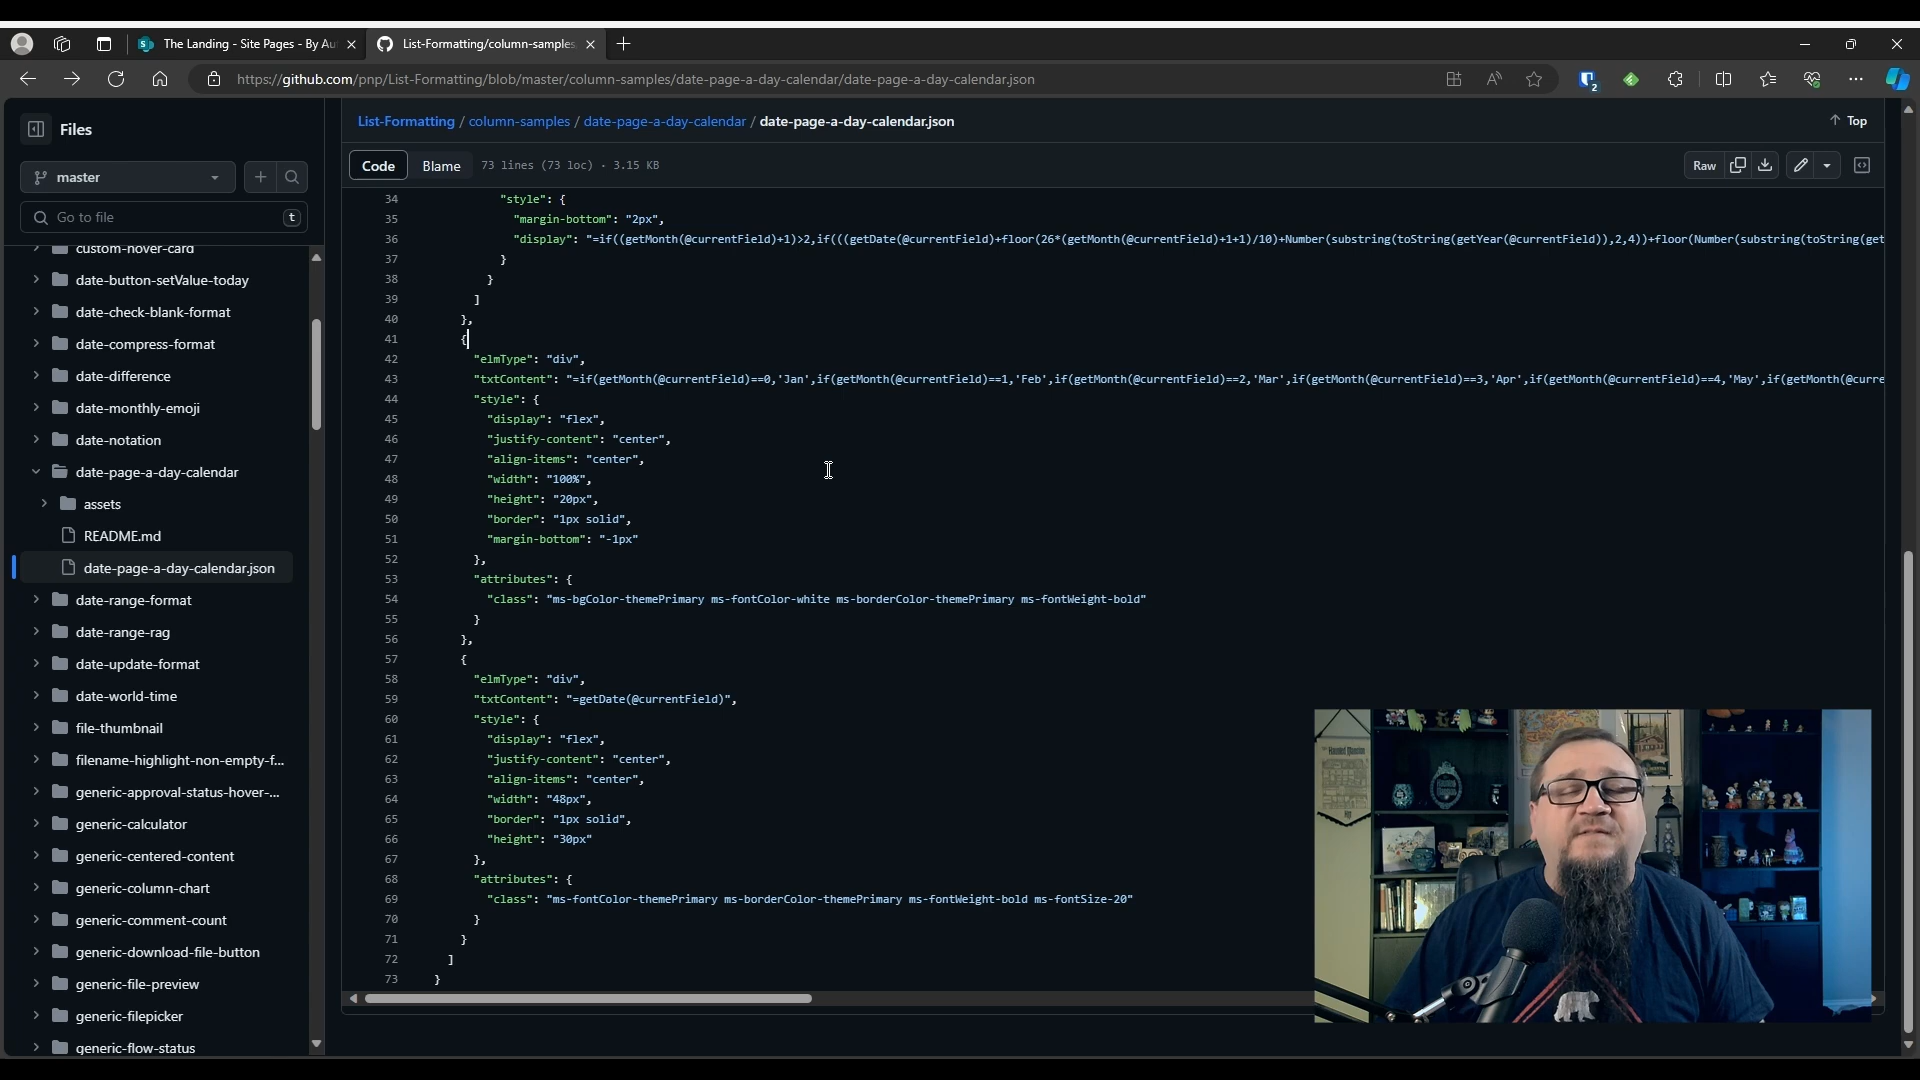 The Landing - Site Pages - By Au
List-Formatting/column-samples
https://github.com/pnp/List-Formatting/blob/master/column-samples/date-page-a-day-calendar/date-page-a-day-calendar.json
2
Files
master
Go to file
t
custom-hover-card
date-button-setValue-today
date-check-blank-format
date-compress-format
date-difference
date-monthly-emoji
date-notation
date-page-a-day-calendar
assets
README.md
date-page-a-day-calendar.json
date-range-format
date-range-rag
date-update-format
date-world-time
file-thumbnail
filename-highlight-non-empty-f...
generic-approval-status-hover-...
generic-calculator
generic-centered-content
generic-column-chart
generic-comment-count
generic-download-file-button
generic-file-preview
generic-filepicker
generic-flow-status
List-Formatting / column-samples / date-page-a-day-calendar / date-page-a-day-calendar.json
Top
Code
Blame
73 lines (73 loc) · 3.15 KB
Raw
34 "style": {
35 "margin-bottom": "2px",
36 "display": "=if((getMonth(@currentField)+1)>2,if(((getDate(@currentField)+floor(26*(getMonth(@currentField)+1+1)/10)+Number(substring(toString(getYear(@currentField)),2,4))+floor(Number(substring(toString(get
37 }
38 }
39 ]
40 },
41 {
42 "elmType": "div",
43 "txtContent": "=if(getMonth(@currentField)==0,'Jan',if(getMonth(@currentField)==1,'Feb',if(getMonth(@currentField)==2,'Mar',if(getMonth(@currentField)==3,'Apr',if(getMonth(@currentField)==4,'May',if(getMonth(@curre
44 "style": {
45 "display": "flex",
46 "justify-content": "center",
47 "align-items": "center",
48 "width": "100%",
49 "height": "20px",
50 "border": "1px solid",
51 "margin-bottom": "-1px"
52 },
53 "attributes": {
54 "class": "ms-bgColor-themePrimary ms-fontColor-white ms-borderColor-themePrimary ms-fontWeight-bold"
55 }
56 },
57 {
58 "elmType": "div",
59 "txtContent": "=getDate(@currentField)",
60 "style": {
61 "display": "flex",
62 "justify-content": "center",
63 "align-items": "center",
64 "width": "48px",
65 "border": "1px solid",
66 "height": "30px"
67 },
68 "attributes": {
69 "class": "ms-fontColor-themePrimary ms-borderColor-themePrimary ms-fontWeight-bold ms-fontSize-20"
70 }
71 }
72 ]
73 }